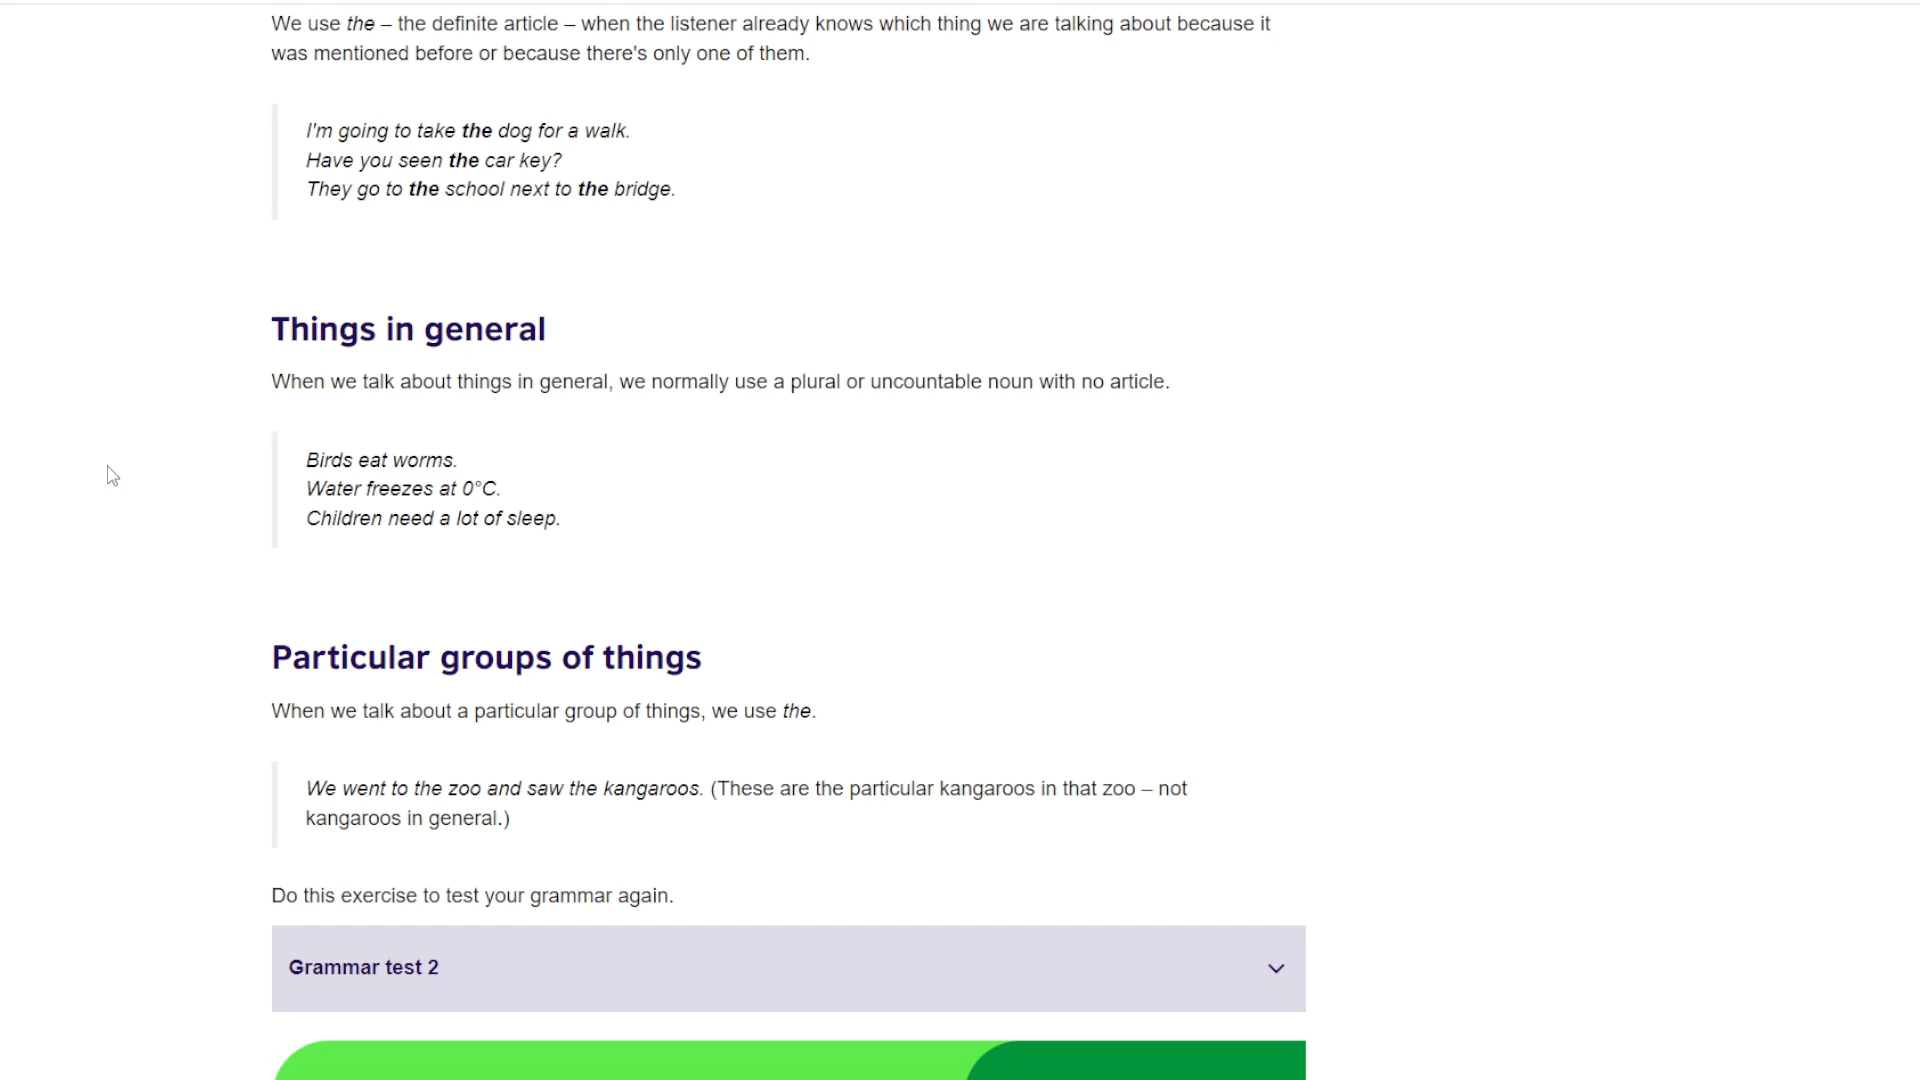 We use the – the definite article – when the listener already knows which thing we are talking about because it
was mentioned before or because there's only one of them.
I'm going to take the dog for a walk.
Have you seen the car key?
They go to the school next to the bridge.
Things in general
When we talk about things in general, we normally use a plural or uncountable noun with no article.
Birds eat worms.
Water freezes at 0°C.
Children need a lot of sleep.
Particular groups of things
When we talk about a particular group of things, we use the.
We went to the zoo and saw the kangaroos. (These are the particular kangaroos in that zoo – not
kangaroos in general.)
Do this exercise to test your grammar again.
Grammar test 2